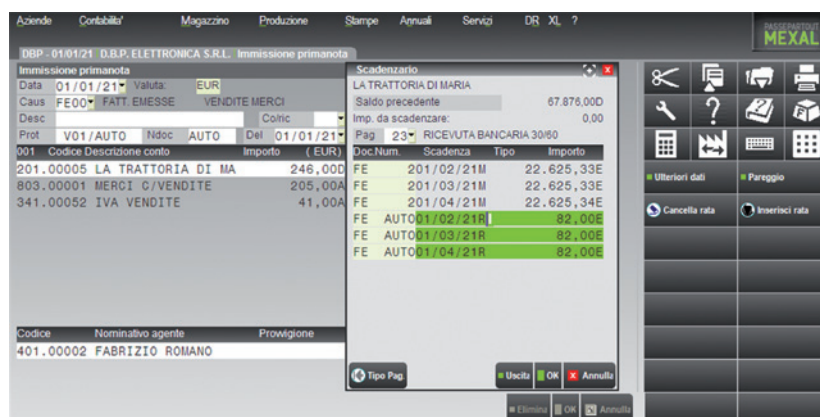 Aziende Contabilita' Magazzino Produzione Stampe Annuali Servizi DR XL ?
PASSEPARTOUT
MEXAL
DBP - 01/01/21 D.B.P. ELETTRONICA S.R.L. Immissione primanota
Immissione primanota
Data 01/01/21 Valuta: EUR
Caus FE00 FATT. EMESSE VENDITE MERCI
Desc Co/ric
Prot V01/AUTO Ndoc AUTO Del 01/01/21
001 Codice Descrizione conto Importo (EUR)
201.00005 LA TRATTORIA DI MA 246,00D
803.00001 MERCI C/VENDITE 205,00A
341.00052 IVA VENDITE 41,00A
Codice Nominativo agente Provvigione
401.00002 FABRIZIO ROMANO
Scadenzario
LA TRATTORIA DI MARIA
Saldo precedente 67.876,00D
Imp. da scadenzare: 0,00
Pag 23 RICEVUTA BANCARIA 30/60
Doc.Num. Scadenza Tipo Importo
FE 201/02/21M 22.625,33E
FE 201/03/21M 22.625,33E
FE 201/04/21M 22.625,34E
FE AUTO01/02/21R 82,00E
FE AUTO01/03/21R 82,00E
FE AUTO01/04/21R 82,00E
Tipo Pag. Uscita OK Annulla
Elimina OK Annulla
Ulteriori dati Pareggio
Cancella rata Inserisci rata